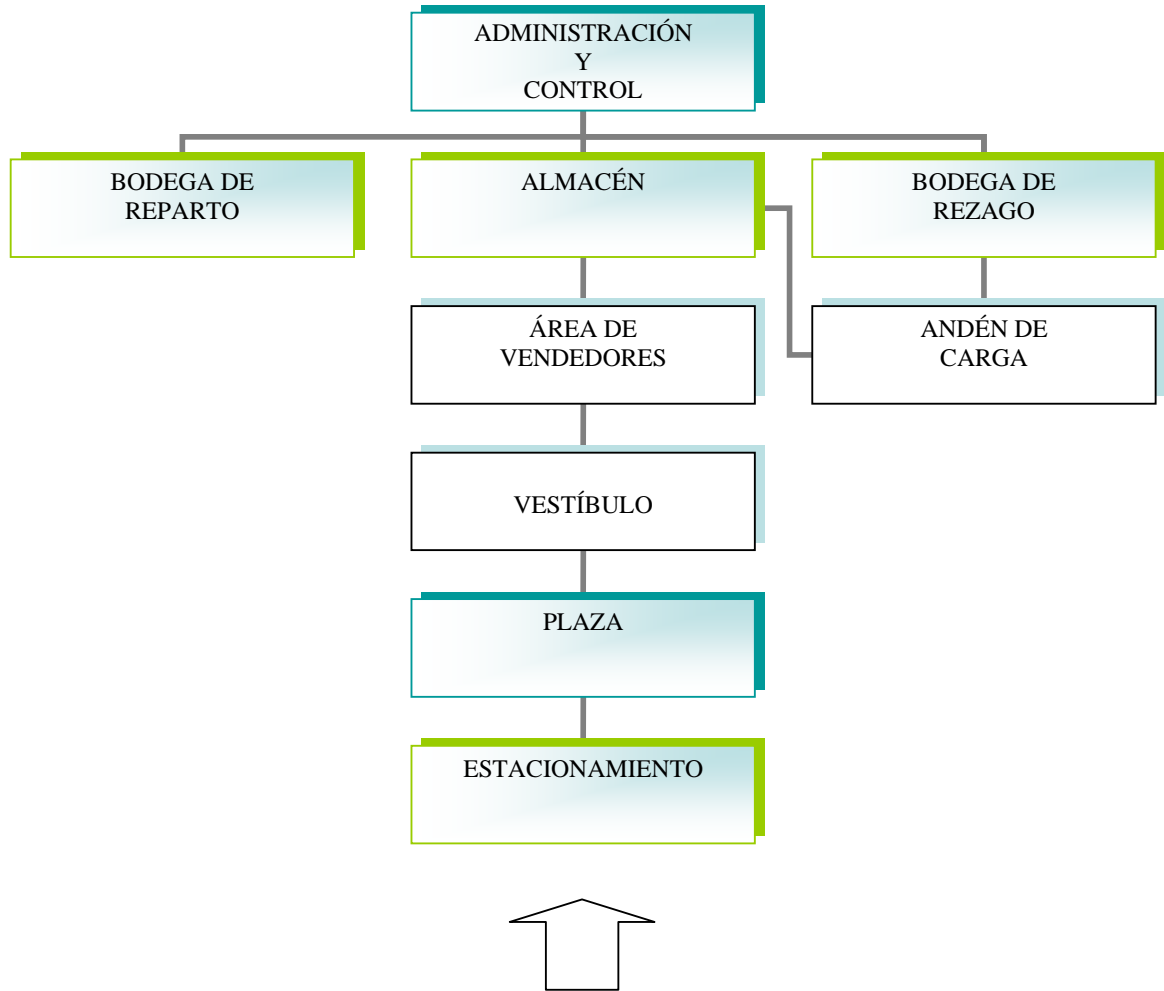 ADMINISTRACIÓN
Y
CONTROL
BODEGA DE
REPARTO
ALMACÉN
BODEGA DE
REZAGO
ÁREA DE
VENDEDORES
ANDÉN DE
CARGA
VESTÍBULO
PLAZA
ESTACIONAMIENTO